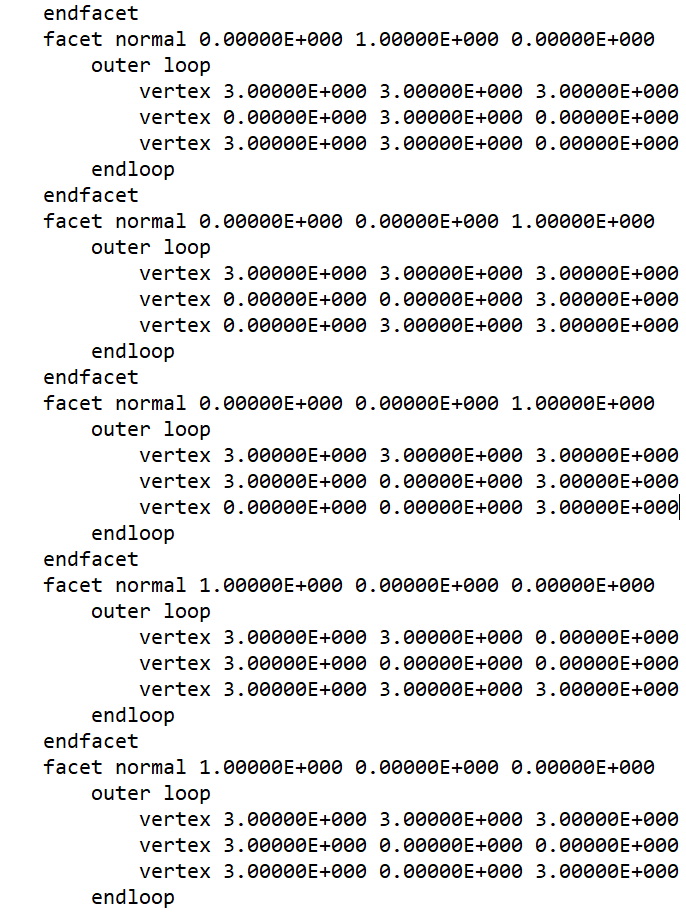 endfacet
facet normal 0.00000E+000 1.00000E+000 0.00000E+000
outer loop
vertex 3.00000E+000 3.00000E+000 3.00000E+000
vertex 0.00000E+000 3.00000E+000 0.00000E+000
vertex 3.00000E+000 3.00000E+000 0.00000E+000
endloop
endfacet
facet normal 0.00000E+000 0.00000E+000 1.00000E+000
outer loop
vertex 3.00000E+000 3.00000E+000 3.00000E+000
vertex 0.00000E+000 0.00000E+000 3.00000E+000
vertex 0.00000E+000 3.00000E+000 3.00000E+000
endloop
endfacet
facet normal 0.00000E+000 0.00000E+000 1.00000E+000
outer loop
vertex 3.00000E+000 3.00000E+000 3.00000E+000
vertex 3.00000E+000 0.00000E+000 3.00000E+000
vertex 0.00000E+000 0.00000E+000 3.00000E+000
endloop
endfacet
facet normal 1.00000E+000 0.00000E+000 0.00000E+000
outer loop
vertex 3.00000E+000 3.00000E+000 0.00000E+000
vertex 3.00000E+000 0.00000E+000 0.00000E+000
vertex 3.00000E+000 3.00000E+000 3.00000E+000
endloop
endfacet
facet normal 1.00000E+000 0.00000E+000 0.00000E+000
outer loop
vertex 3.00000E+000 3.00000E+000 3.00000E+000
vertex 3.00000E+000 0.00000E+000 0.00000E+000
vertex 3.00000E+000 0.00000E+000 3.00000E+000
endloop